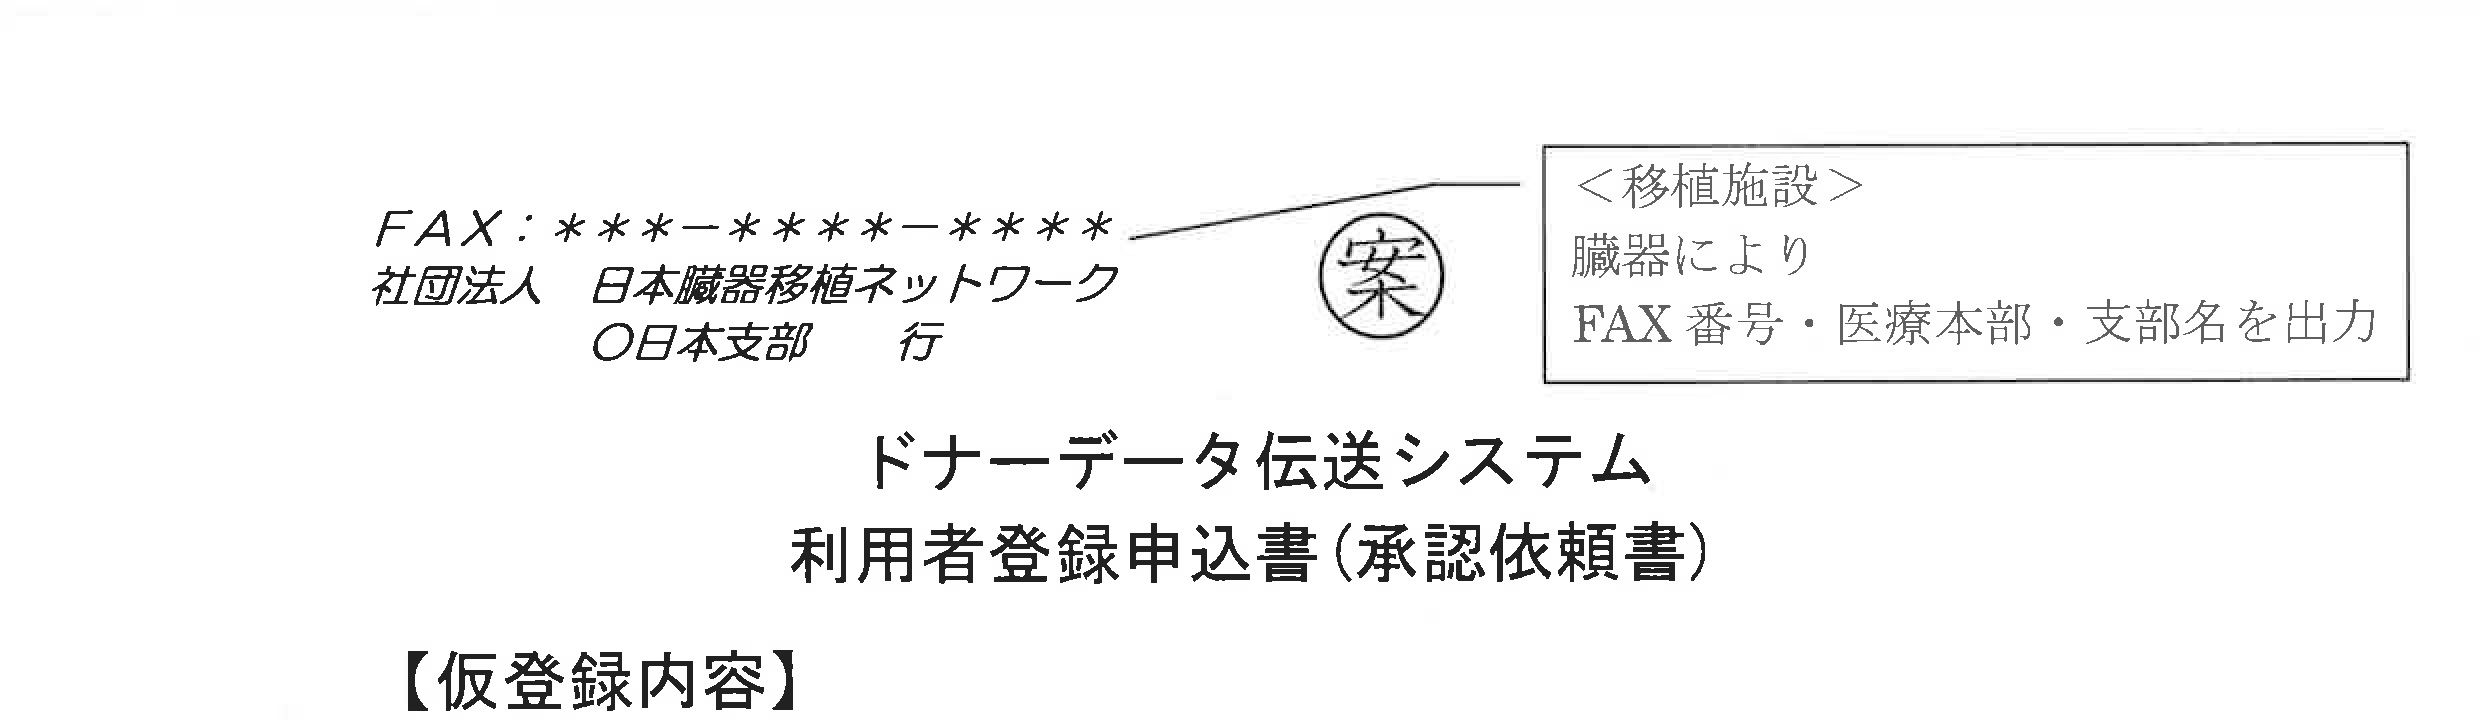 FAX：＊＊＊－＊＊＊＊－＊＊＊＊
社団法人　日本臓器移植ネットワーク
〇日本支部　　行
案
＜移植施設＞
臓器により
FAX 番号・医療本部・支部名を出力
ドナーデータ伝送システム
利用者登録申込書(承認依頼書)
【仮登録内容】